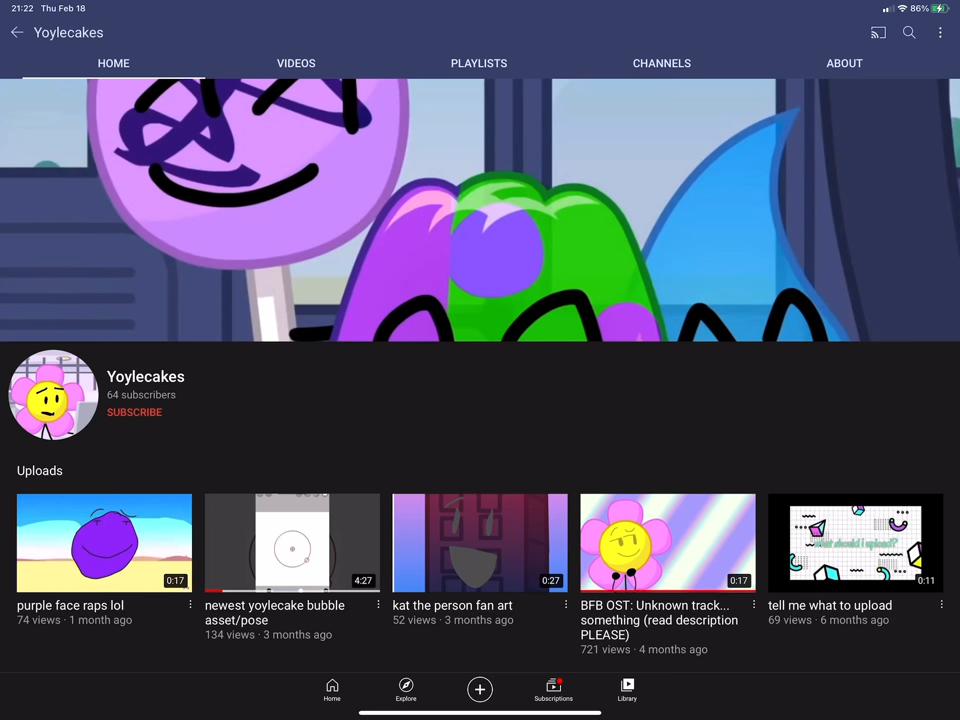 21:22 Thu Feb 18
86%
Yoylecakes
HOME VIDEOS PLAYLISTS CHANNELS ABOUT
Yoylecakes
64 subscribers
SUBSCRIBE
Uploads
0:17
4:27
0:27
0:17
what should i upload?
0:11
purple face raps lol
74 views · 1 month ago
newest yoylecake bubble
asset/pose
134 views · 3 months ago
kat the person fan art
52 views · 3 months ago
BFB OST: Unknown track...
something (read description
PLEASE)
721 views · 4 months ago
tell me what to upload
69 views · 6 months ago
Home
Explore
Subscriptions
Library